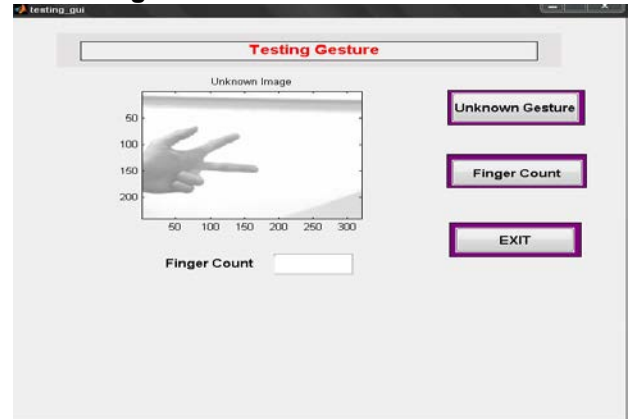 testing_gui
Testing Gesture
Unknown Image
50
100
150
200
50 100 150 200 250 300
Unknown Gesture
Finger Count
EXIT
Finger Count